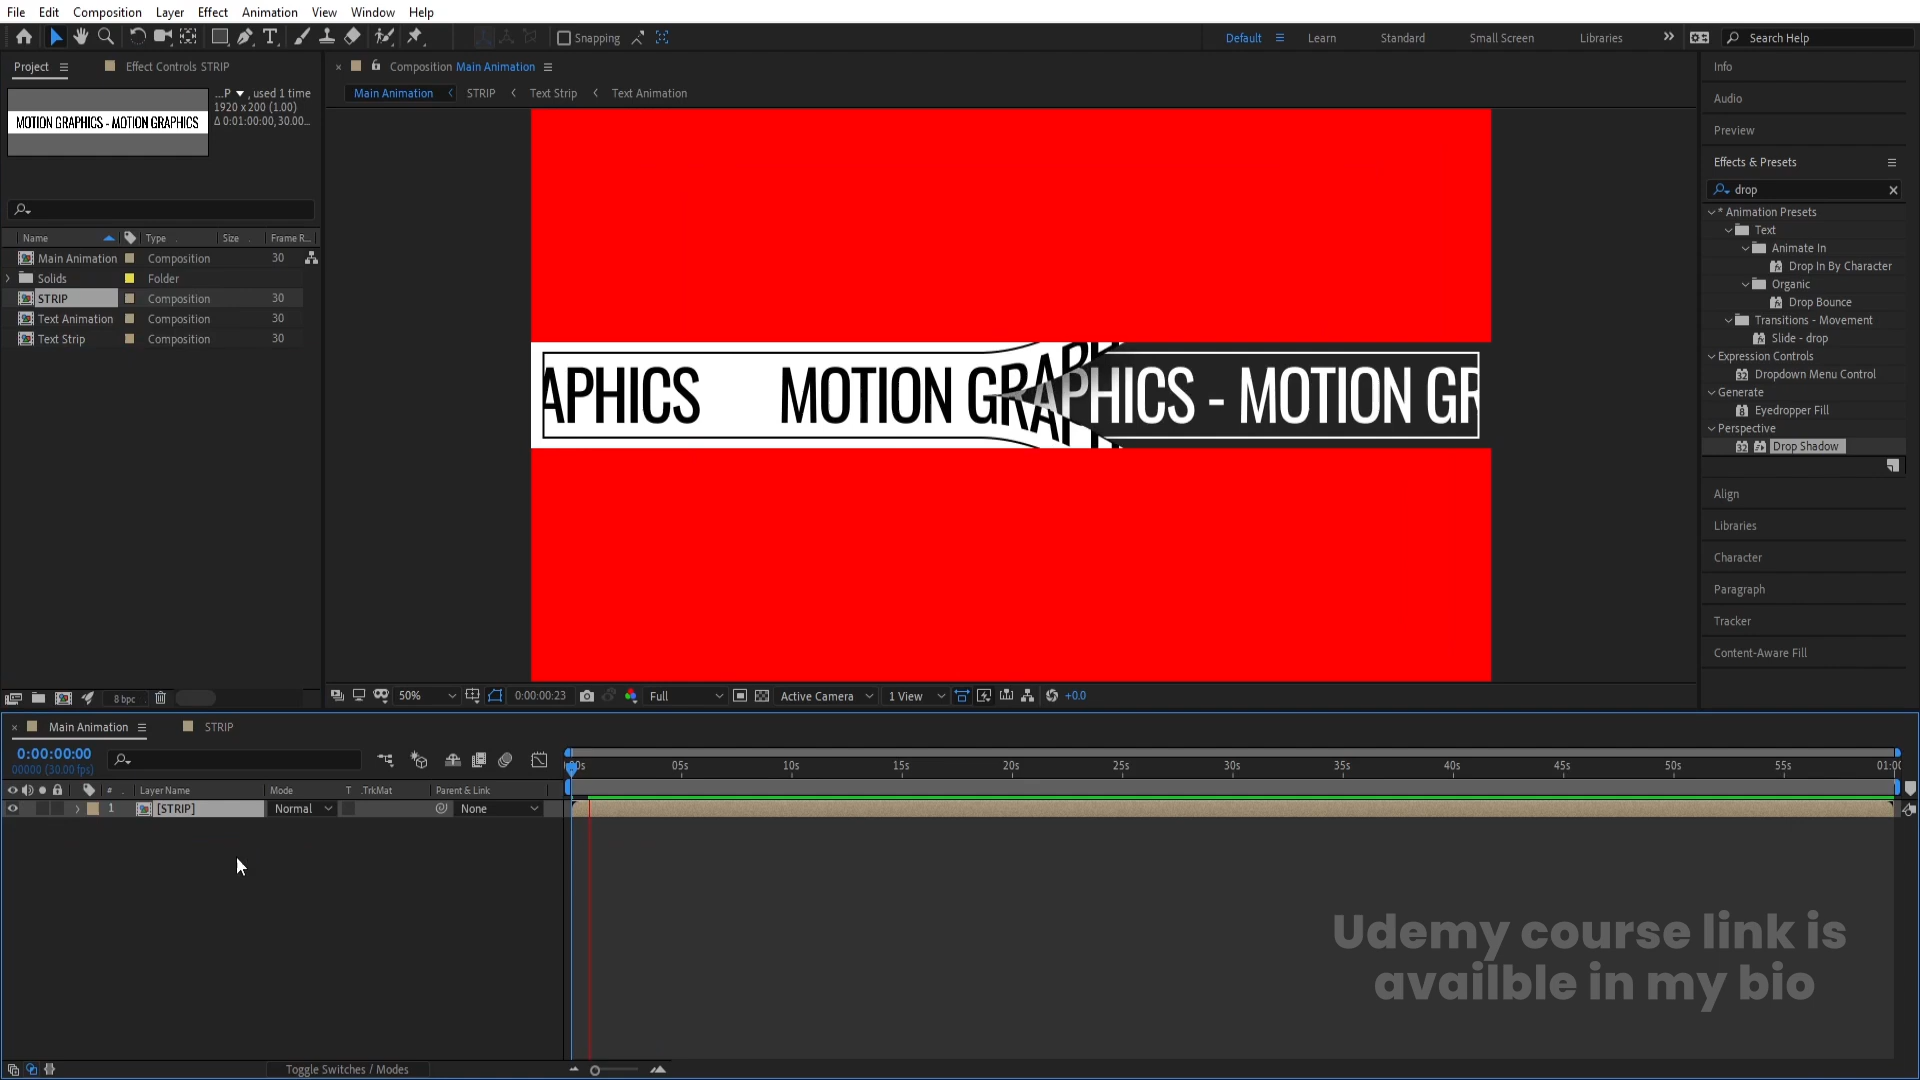 File Edit Composition Layer Effect Animation View Window Help
Snapping Default Learn Standard Small Screen Libraries Search Help
Project Effect Controls STRIP
...P , used 1 time
1920 x 200 (1.00)
Δ 0:01:00:00, 30.00...
MOTION GRAPHICS - MOTION GRAPHICS
Name Type Size Frame R...
Main Animation Composition 30
Solids Folder
STRIP Composition 30
Text Animation Composition 30
Text Strip Composition 30
8 bpc
Composition Main Animation
Main Animation STRIP Text Strip Text Animation
APHICS MOTION GRAPHICS - MOTION GR
50% 0:00:00:23 Full Active Camera 1 View +0.0
Info
Audio
Preview
Effects & Presets
drop
* Animation Presets
Text
Animate In
Drop In By Character
Organic
Drop Bounce
Transitions - Movement
Slide - drop
Expression Controls
Dropdown Menu Control
Generate
Eyedropper Fill
Perspective
Drop Shadow
Align
Libraries
Character
Paragraph
Tracker
Content-Aware Fill
Main Animation STRIP
0:00:00:00
00000 (30.00 fps)
00s 05s 10s 15s 20s 25s 30s 35s 40s 45s 50s 55s 01:00
# Layer Name Mode T .TrkMat Parent & Link
1 [STRIP] Normal None
Udemy course link is
availble in my bio
Toggle Switches / Modes